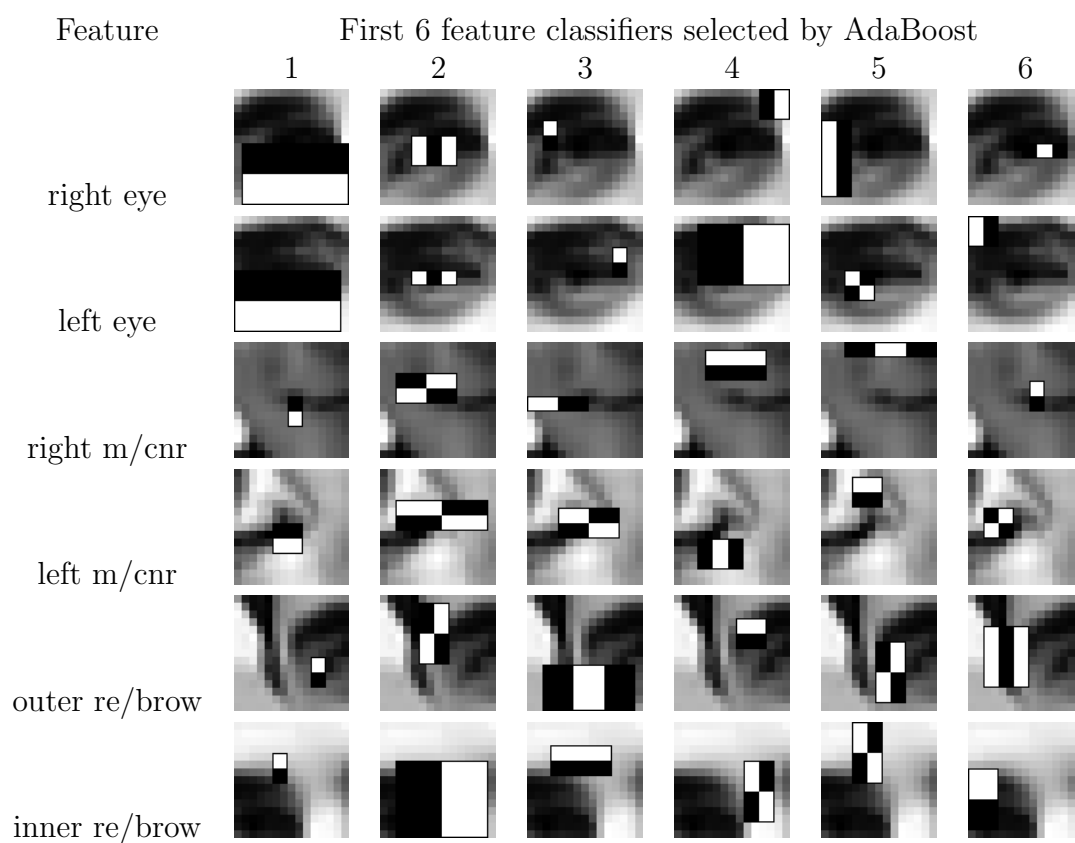 Feature First 6 feature classifiers selected by AdaBoost
1 2 3 4 5 6
right eye
left eye
right m/cnr
left m/cnr
outer re/brow
inner re/brow